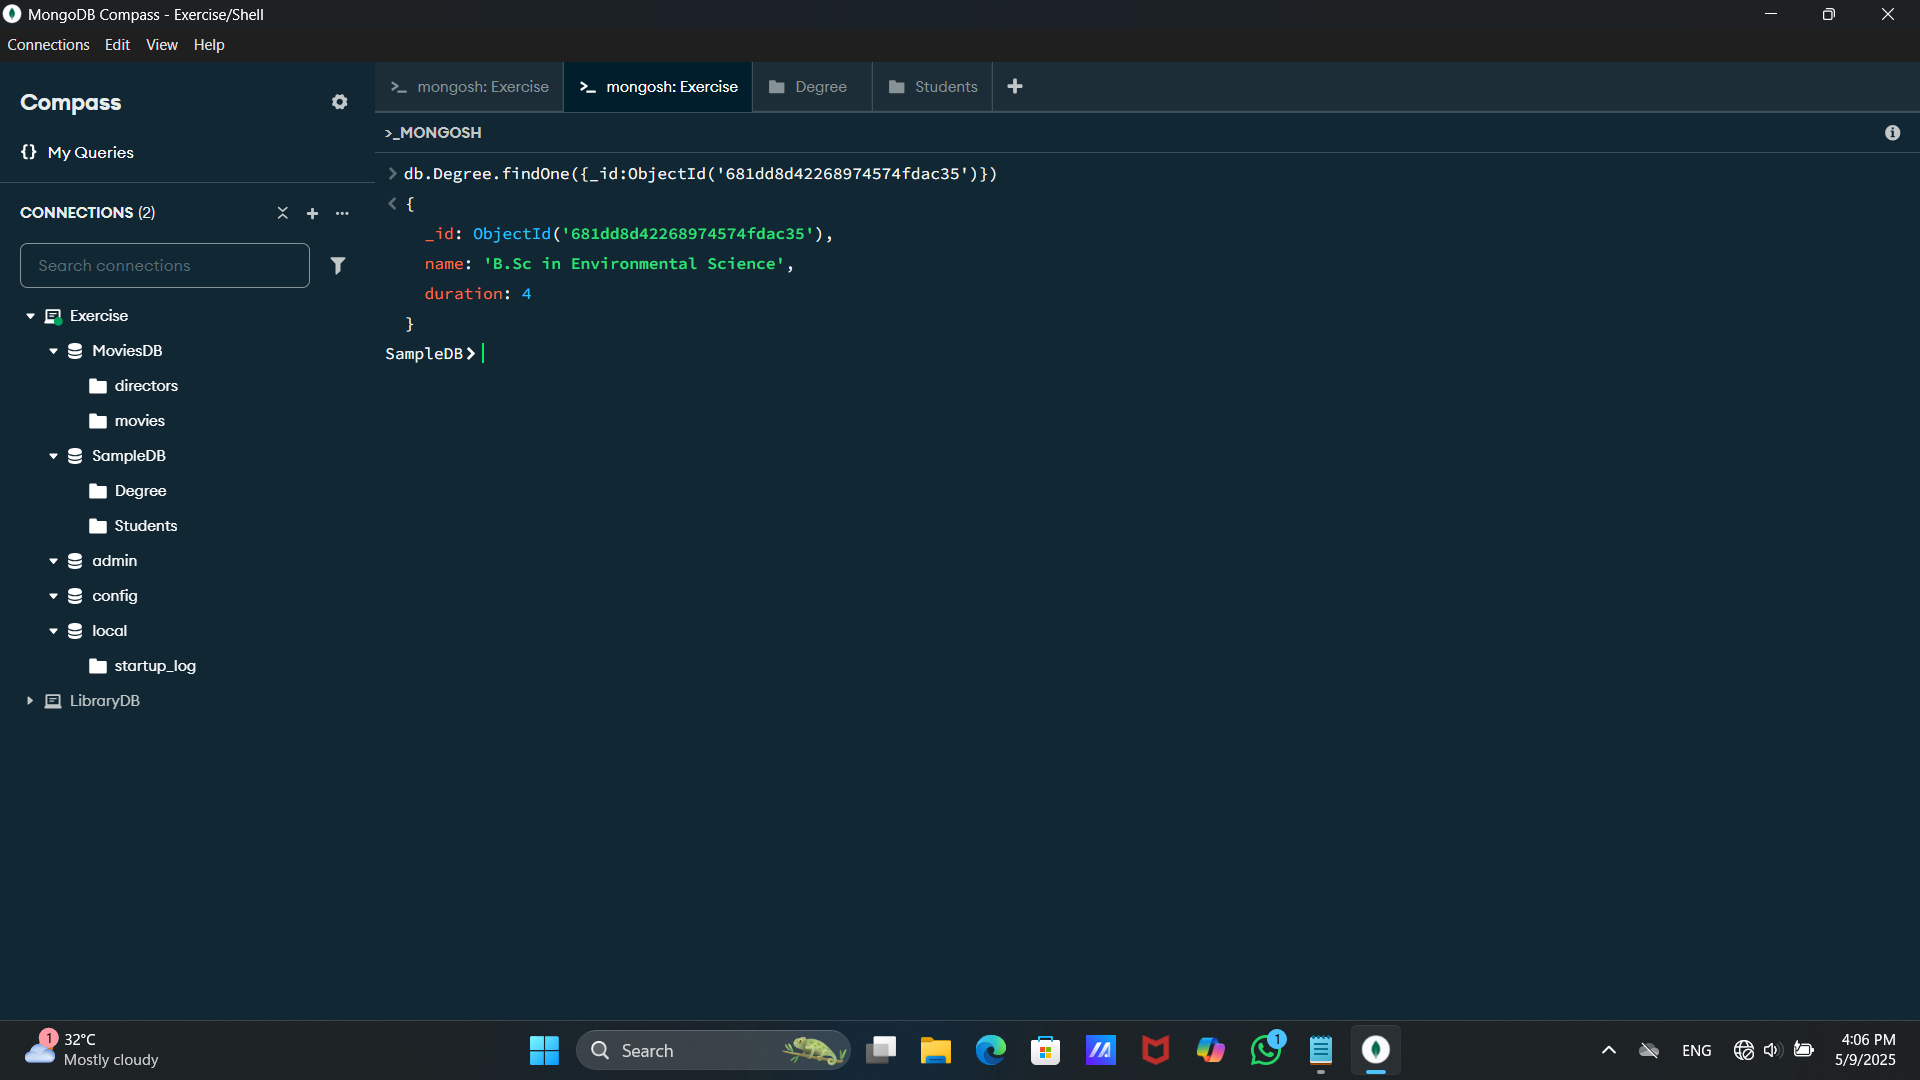 MongoDB Compass - Exercise/Shell
Connections Edit View Help
Compass
{} My Queries
CONNECTIONS (2)
Search connections
Exercise
MoviesDB
directors
movies
SampleDB
Degree
Students
admin
config
local
startup_log
LibraryDB
mongosh: Exercise
mongosh: Exercise
Degree
Students
>_MONGOSH
> db.Degree.findOne({_id:ObjectId('681dd8d42268974574fdac35')})
< {
_id: ObjectId('681dd8d42268974574fdac35'),
name: 'B.Sc in Environmental Science',
duration: 4
}
SampleDB>
1
32°C
Mostly cloudy
Search
1
ENG
4:06 PM
5/9/2025